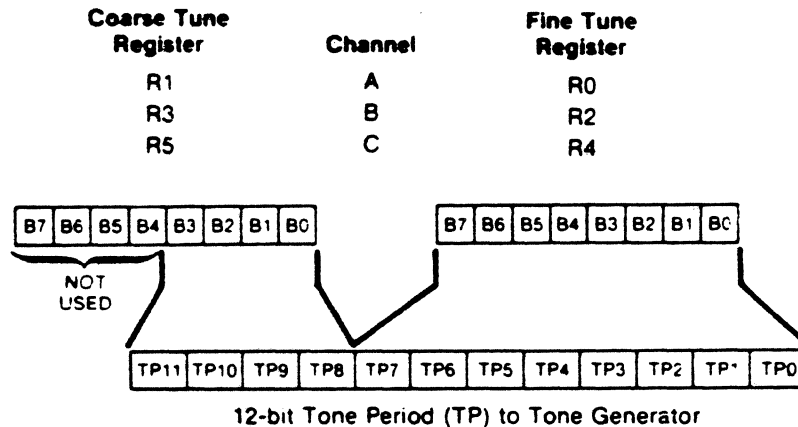 Coarse Tune Register Channel Fine Tune Register
R1 A R0
R3 B R2
R5 C R4
B7 B6 B5 B4 B3 B2 B1 B0 B7 B6 B5 B4 B3 B2 B1 B0
NOT USED
TP11 TP10 TP9 TP8 TP7 TP6 TP5 TP4 TP3 TP2 TP1 TP0
12-bit Tone Period (TP) to Tone Generator